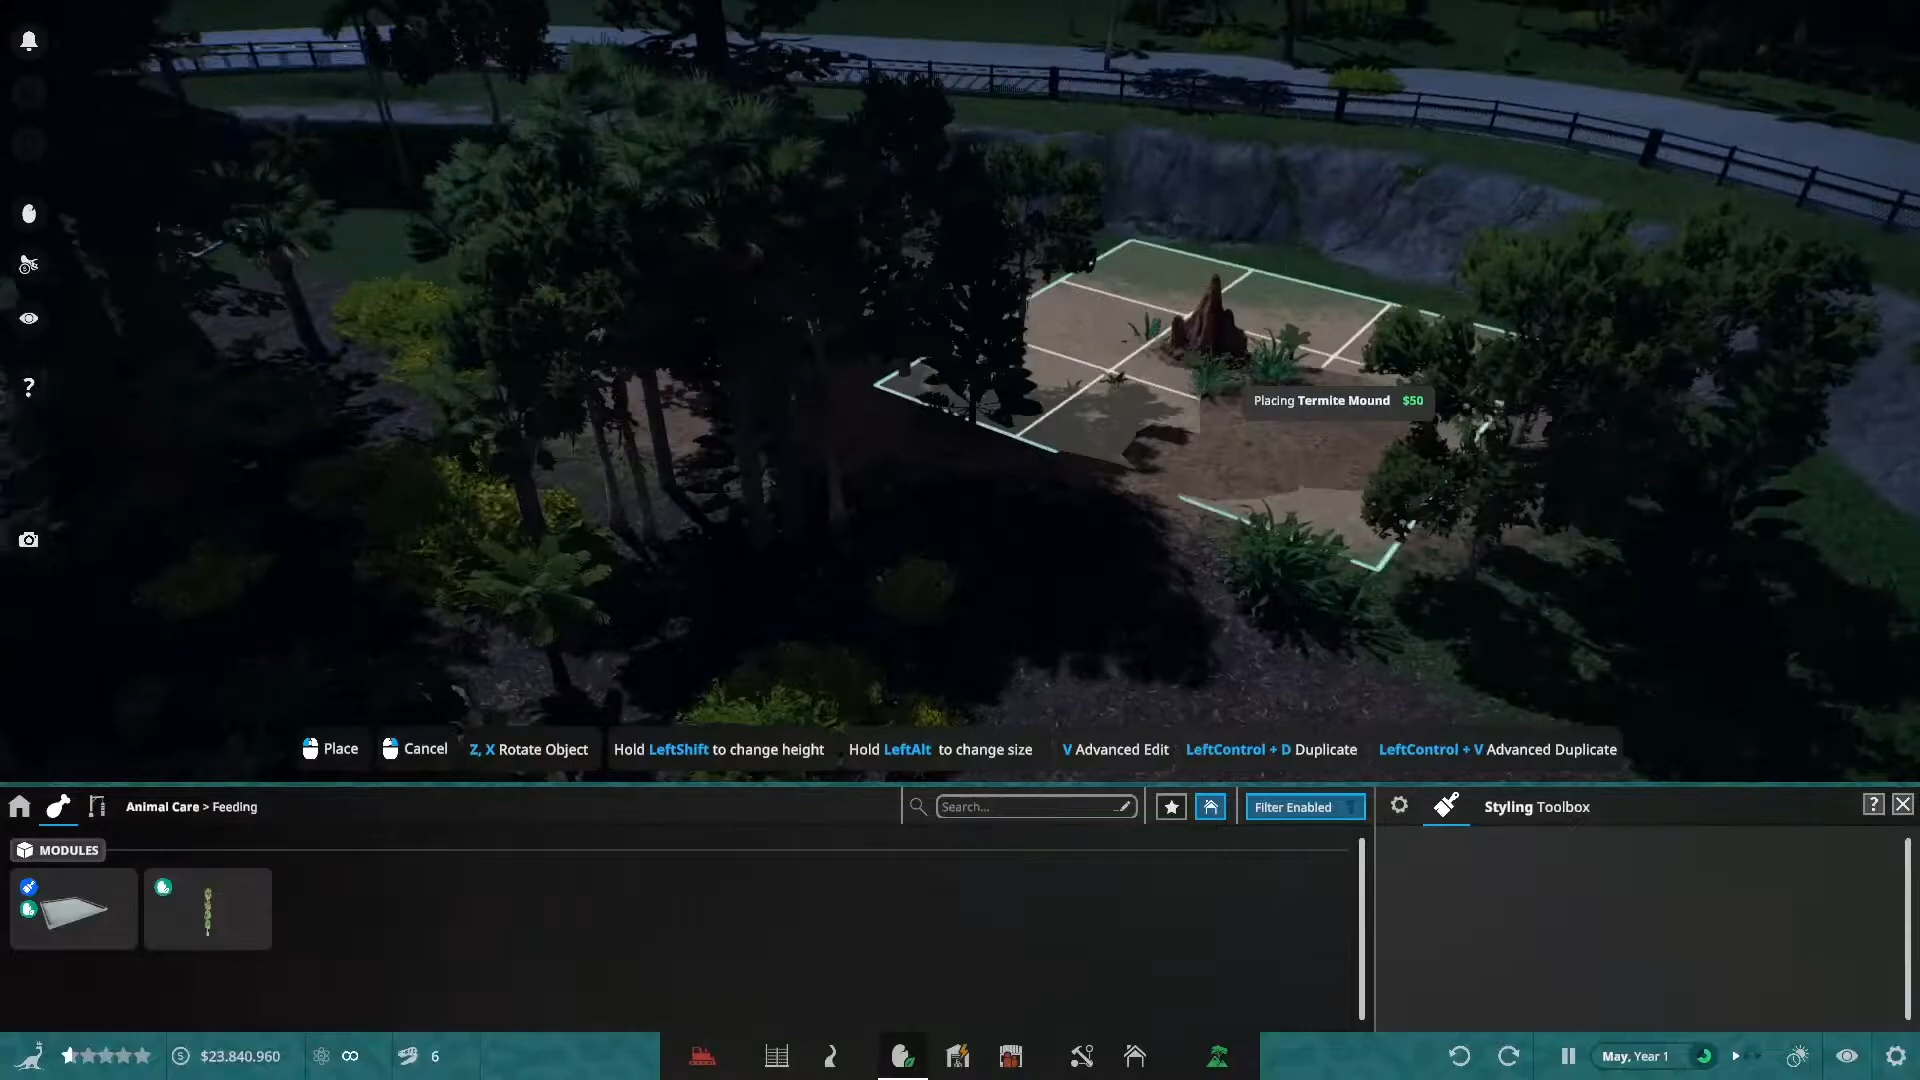 Placing Termite Mound $50
Place Cancel Z, X Rotate Object Hold LeftShift to change height Hold LeftAlt to change size V Advanced Edit LeftControl + D Duplicate LeftControl + V Advanced Duplicate
Animal Care > Feeding Search... Filter Enabled Styling Toolbox ?
MODULES
$23.840.960 ∞ 6 May, Year 1
?